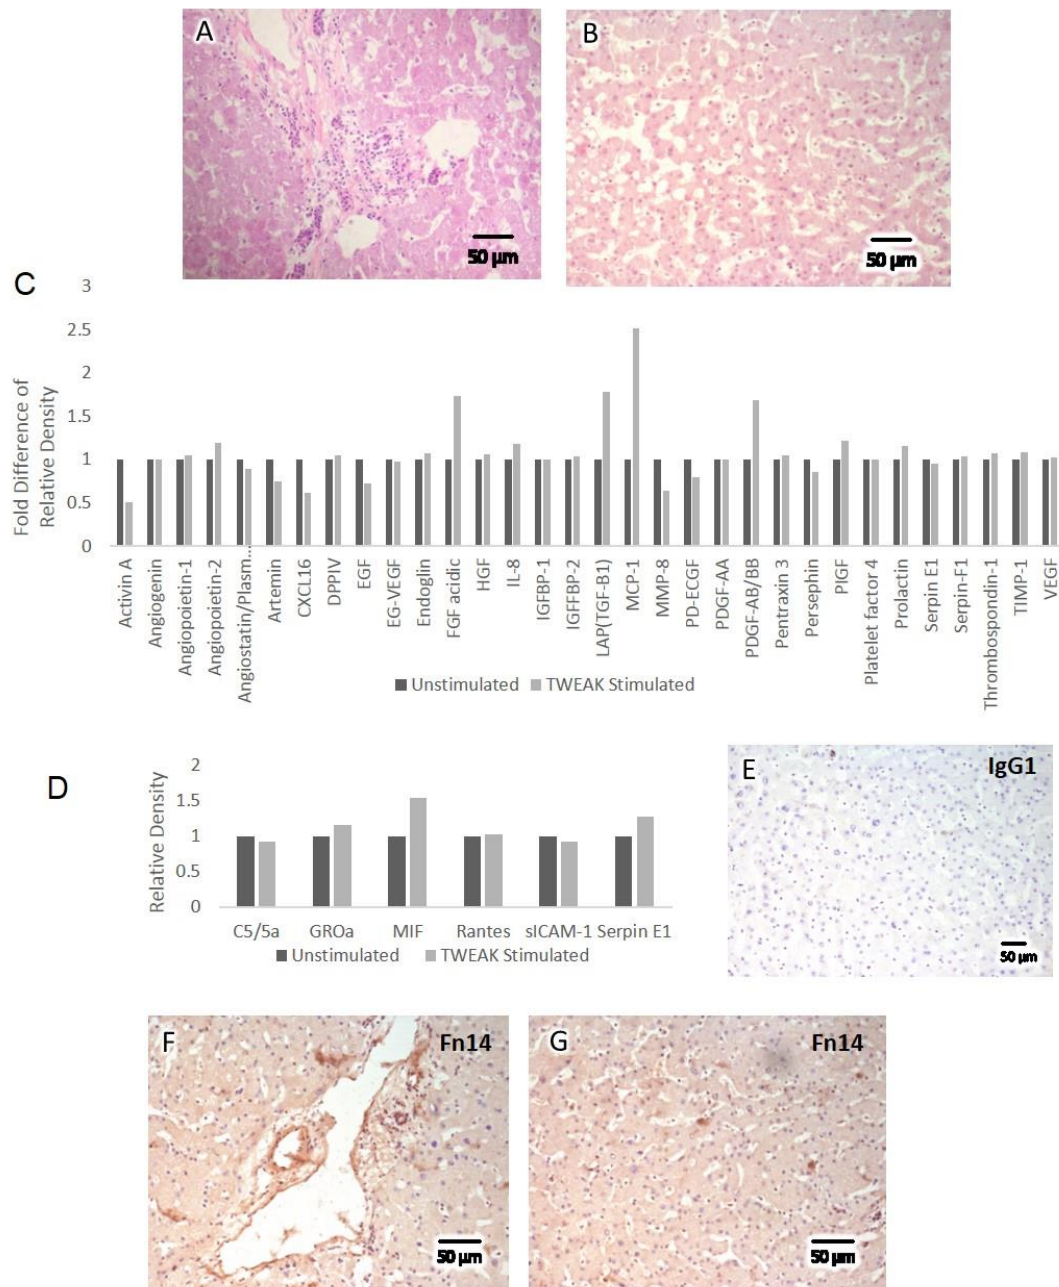 A
50 µm
B
50 µm
C
Fold Difference of
Relative Density
3
2.5
2
1.5
1
0.5
0
Activin A
Angiogenin
Angiopoietin-1
Angiopoietin-2
Angiostatin/Plasm...
Artemin
CXCL16
DPPIV
EGF
EG-VEGF
Endoglin
FGF acidic
HGF
IL-8
IGFBP-1
IGFFBP-2
LAP(TGF-B1)
MCP-1
MMP-8
PD-ECGF
PDGF-AA
PDGF-AB/BB
Pentraxin 3
Persephin
PIGF
Platelet factor 4
Prolactin
Serpin E1
Serpin-F1
Thrombospondin-1
TIMP-1
VEGF
Unstimulated TWEAK Stimulated
D
Relative Density
2
1.5
1
0.5
0
C5/5a GROa MIF Rantes sICAM-1 Serpin E1
Unstimulated TWEAK Stimulated
E IgG1
50 µm
F Fn14
50 µm
G Fn14
50 µm